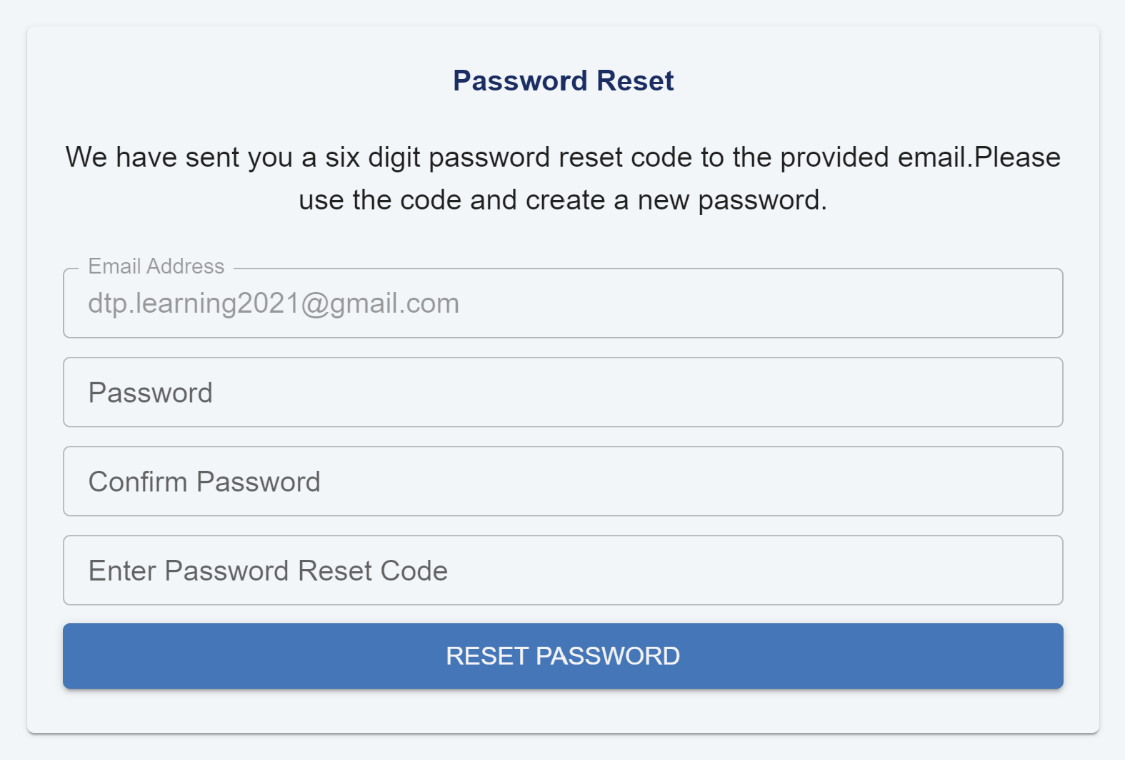 Password Reset
We have sent you a six digit password reset code to the provided email.Please
use the code and create a new password.
Email Address
dtp.learning2021@gmail.com
Password
Confirm Password
Enter Password Reset Code
RESET PASSWORD